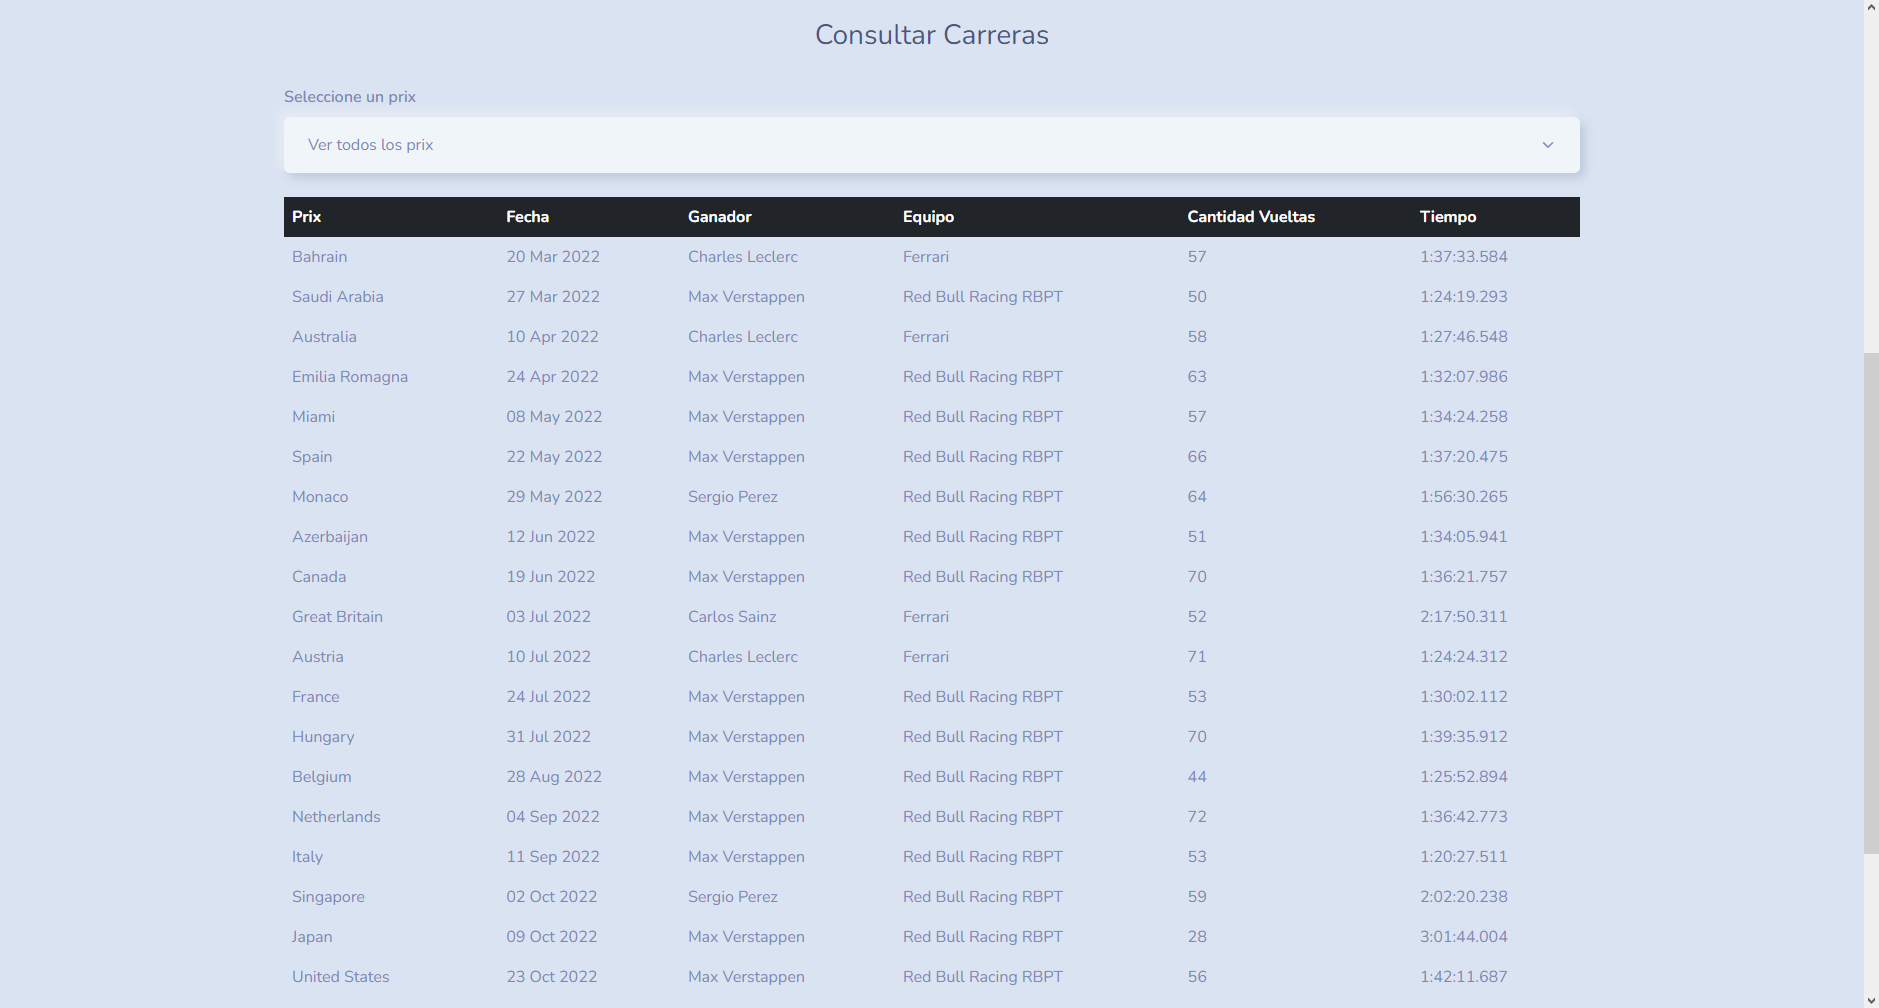 Consultar Carreras
Seleccione un prix
Ver todos los prix
Prix Fecha Ganador Equipo Cantidad Vueltas Tiempo
Bahrain 20 Mar 2022 Charles Leclerc Ferrari 57 1:37:33.584
Saudi Arabia 27 Mar 2022 Max Verstappen Red Bull Racing RBPT 50 1:24:19.293
Australia 10 Apr 2022 Charles Leclerc Ferrari 58 1:27:46.548
Emilia Romagna 24 Apr 2022 Max Verstappen Red Bull Racing RBPT 63 1:32:07.986
Miami 08 May 2022 Max Verstappen Red Bull Racing RBPT 57 1:34:24.258
Spain 22 May 2022 Max Verstappen Red Bull Racing RBPT 66 1:37:20.475
Monaco 29 May 2022 Sergio Perez Red Bull Racing RBPT 64 1:56:30.265
Azerbaijan 12 Jun 2022 Max Verstappen Red Bull Racing RBPT 51 1:34:05.941
Canada 19 Jun 2022 Max Verstappen Red Bull Racing RBPT 70 1:36:21.757
Great Britain 03 Jul 2022 Carlos Sainz Ferrari 52 2:17:50.311
Austria 10 Jul 2022 Charles Leclerc Ferrari 71 1:24:24.312
France 24 Jul 2022 Max Verstappen Red Bull Racing RBPT 53 1:30:02.112
Hungary 31 Jul 2022 Max Verstappen Red Bull Racing RBPT 70 1:39:35.912
Belgium 28 Aug 2022 Max Verstappen Red Bull Racing RBPT 44 1:25:52.894
Netherlands 04 Sep 2022 Max Verstappen Red Bull Racing RBPT 72 1:36:42.773
Italy 11 Sep 2022 Max Verstappen Red Bull Racing RBPT 53 1:20:27.511
Singapore 02 Oct 2022 Sergio Perez Red Bull Racing RBPT 59 2:02:20.238
Japan 09 Oct 2022 Max Verstappen Red Bull Racing RBPT 28 3:01:44.004
United States 23 Oct 2022 Max Verstappen Red Bull Racing RBPT 56 1:42:11.687